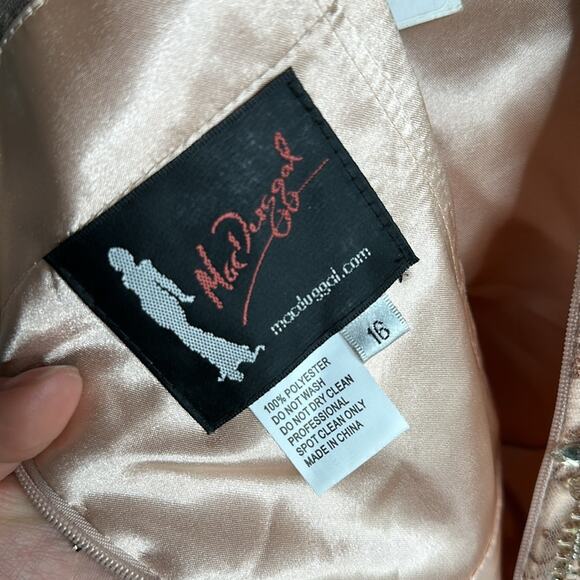 Mac Duggal
macduggal.com
16
100% POLYESTER
DO NOT WASH
DO NOT DRY CLEAN
PROFESSIONAL
SPOT CLEAN ONLY
MADE IN CHINA